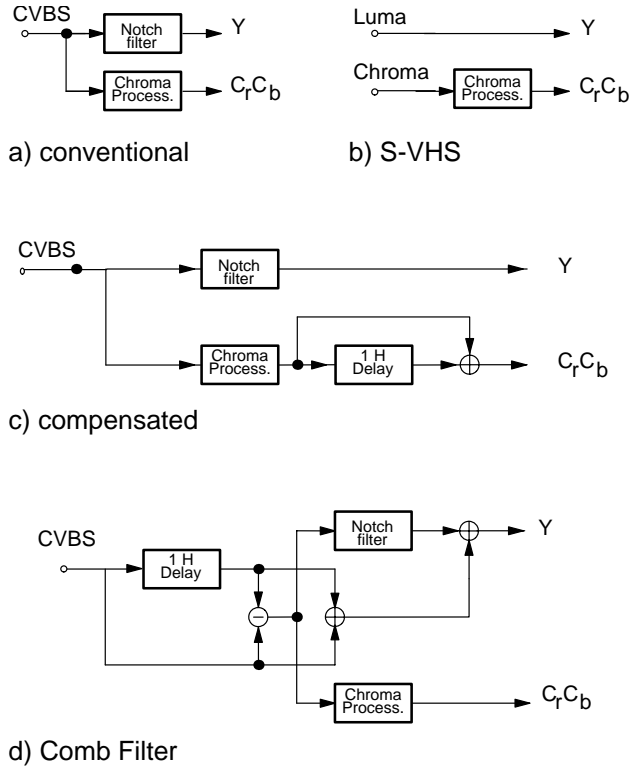 CVBS
Notch
filter
Y
Chroma
Process.
CrCb
a) conventional
Luma
Y
Chroma
Chroma
Process.
CrCb
b) S-VHS
CVBS
Notch
filter
Y
Chroma
Process.
1 H
Delay
CrCb
c) compensated
CVBS
1 H
Delay
Notch
filter
Y
Chroma
Process.
CrCb
d) Comb Filter